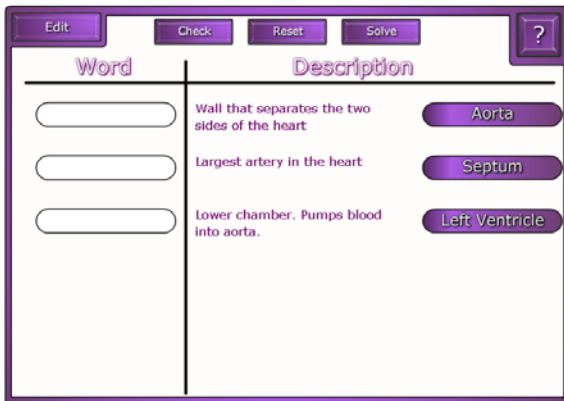 Edit
Check
Reset
Solve
?
Word
Description
Wall that separates the two
sides of the heart
Aorta
Largest artery in the heart
Septum
Lower chamber. Pumps blood
into aorta.
Left Ventricle